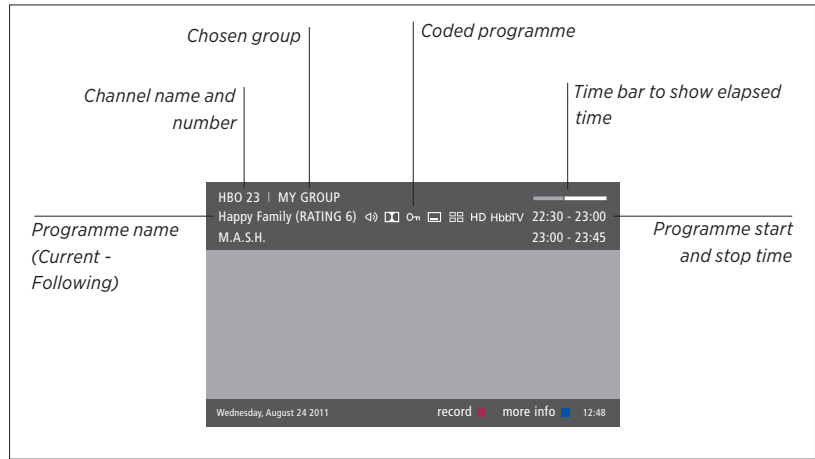 Chosen group
Coded programme
Channel name and
number
Time bar to show elapsed
time
HBO 23 | MY GROUP
Happy Family (RATING 6) HD HbbTV 22:30 - 23:00
M.A.S.H. 23:00 - 23:45
Programme name
(Current -
Following)
Programme start
and stop time
Wednesday, August 24 2011 record more info 12:48